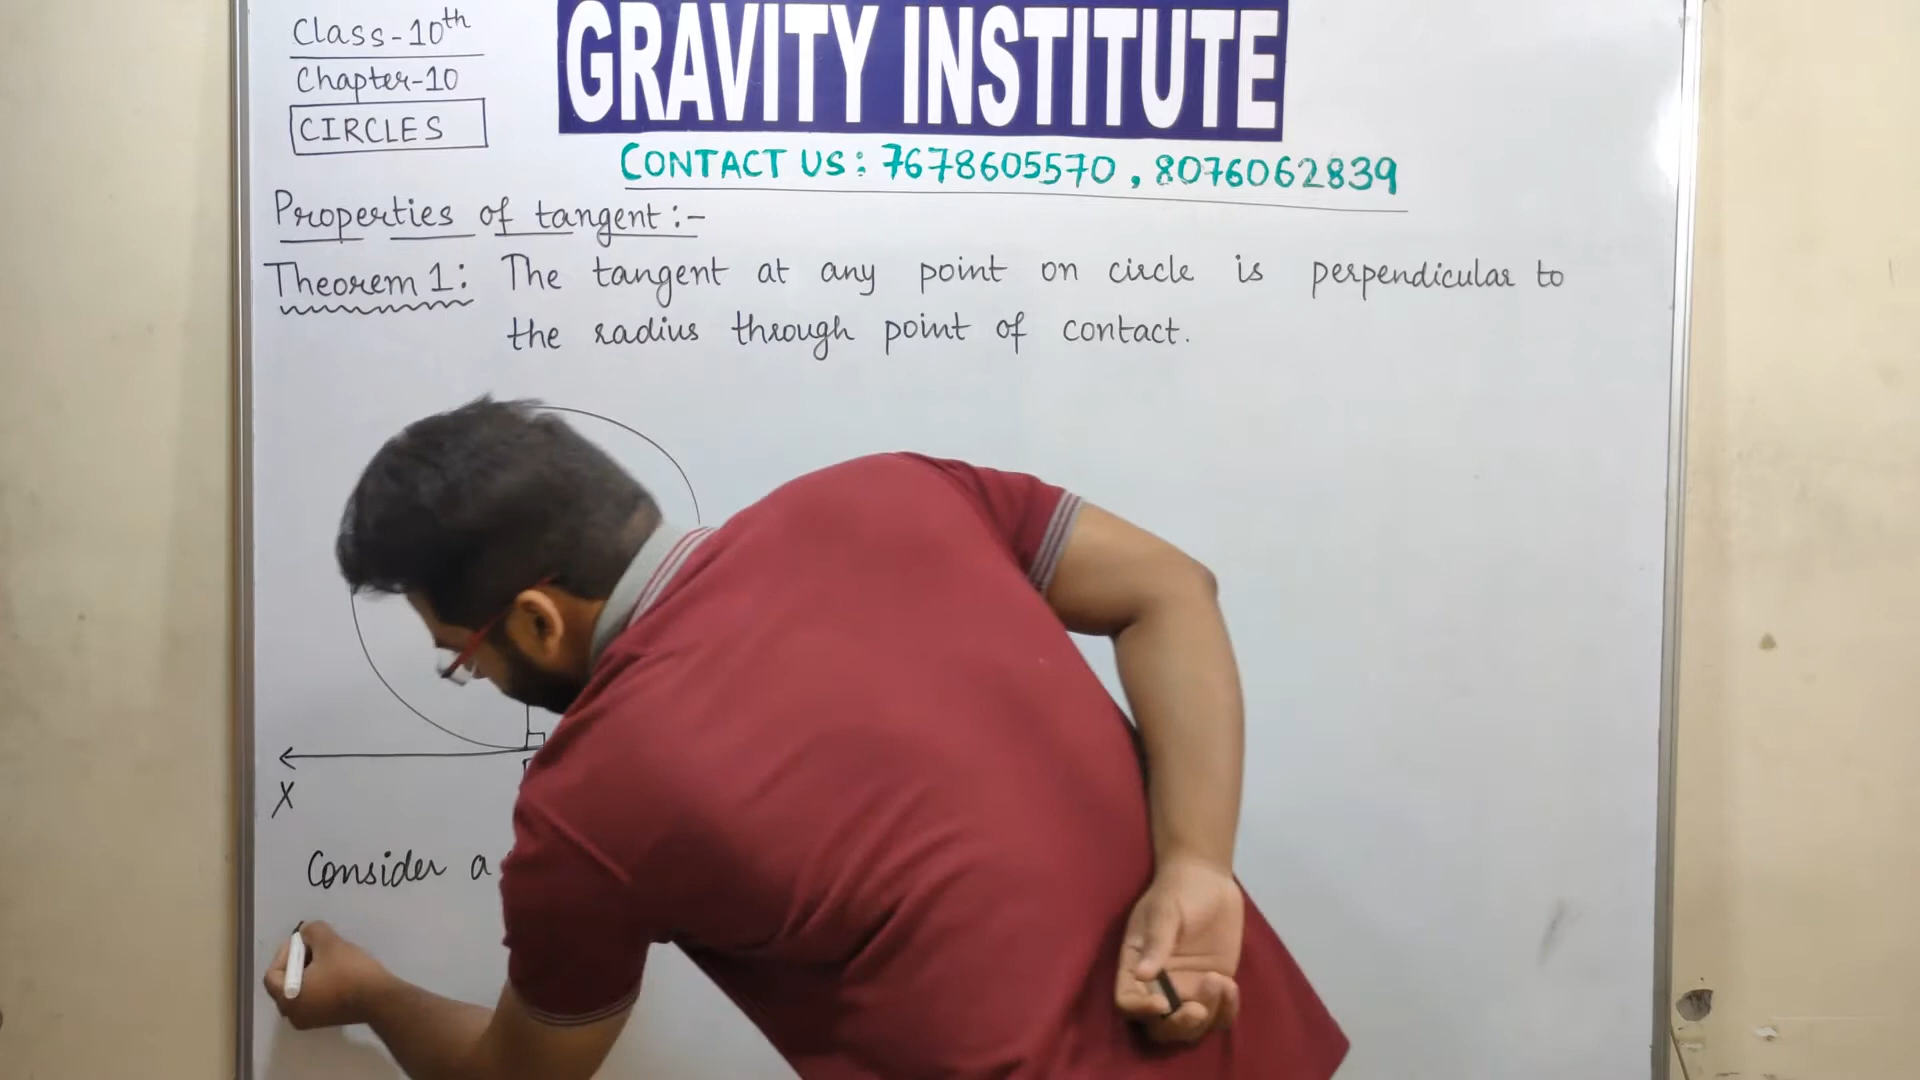 Class-10th
Chapter-10
CIRCLES
GRAVITY INSTITUTE
CONTACT US: 7678605570, 8076062839
Properties of tangent:-
Theorem 1: The tangent at any point on circle is perpendicular to
the radius through point of contact.
X
Consider a